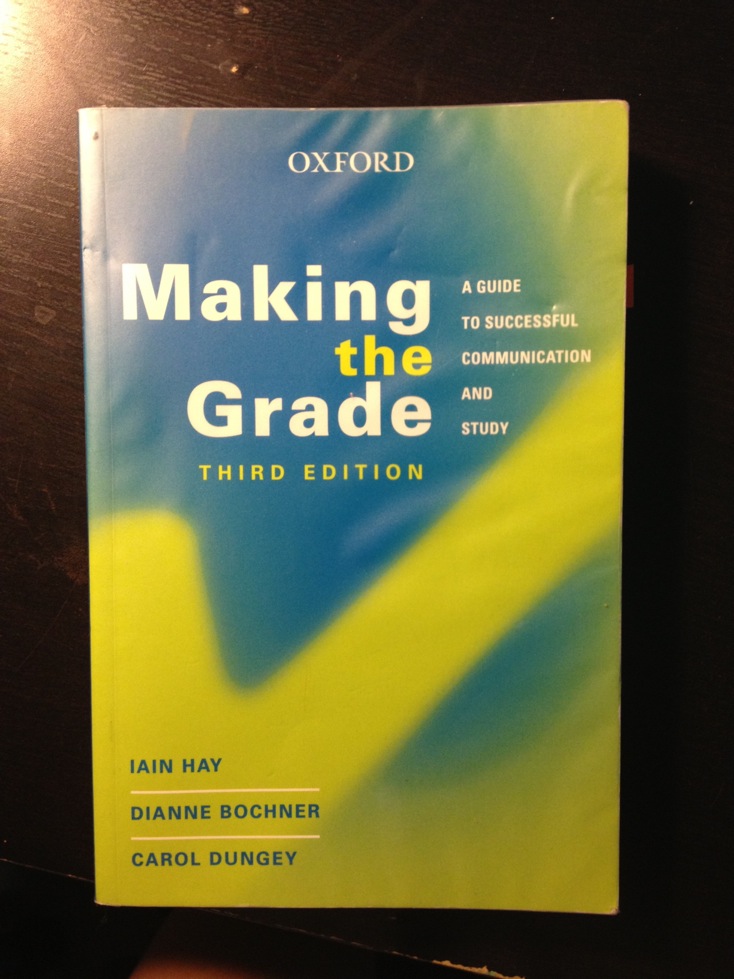 OXFORD
Making
the
Grade
THIRD EDITION
A GUIDE
TO SUCCESSFUL
COMMUNICATION
AND
STUDY
IAIN HAY
DIANNE BOCHNER
CAROL DUNGEY